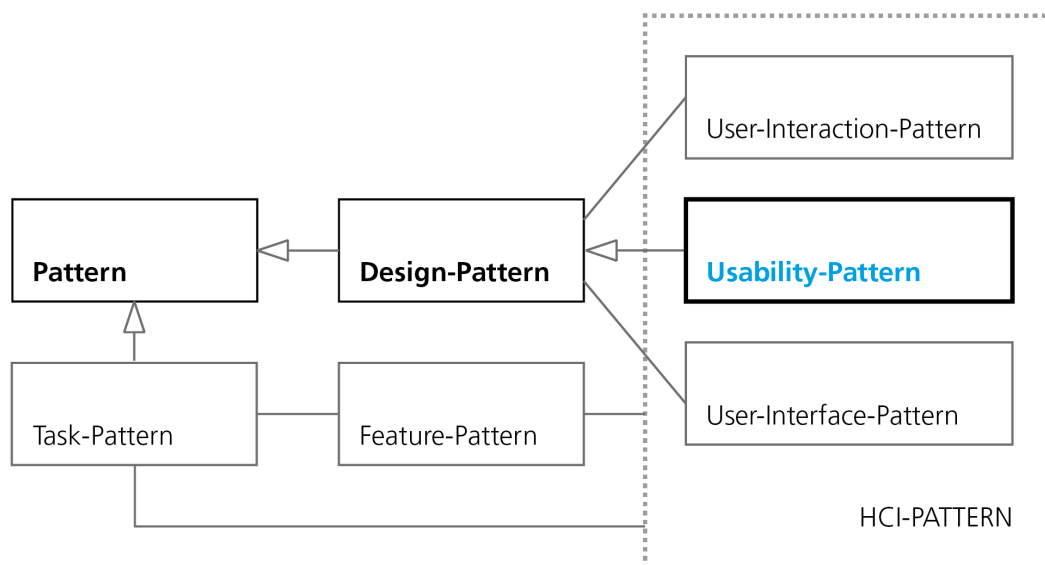 User-Interaction-Pattern
Pattern
Design-Pattern
Usability-Pattern
Task-Pattern
Feature-Pattern
User-Interface-Pattern
HCI-PATTERN